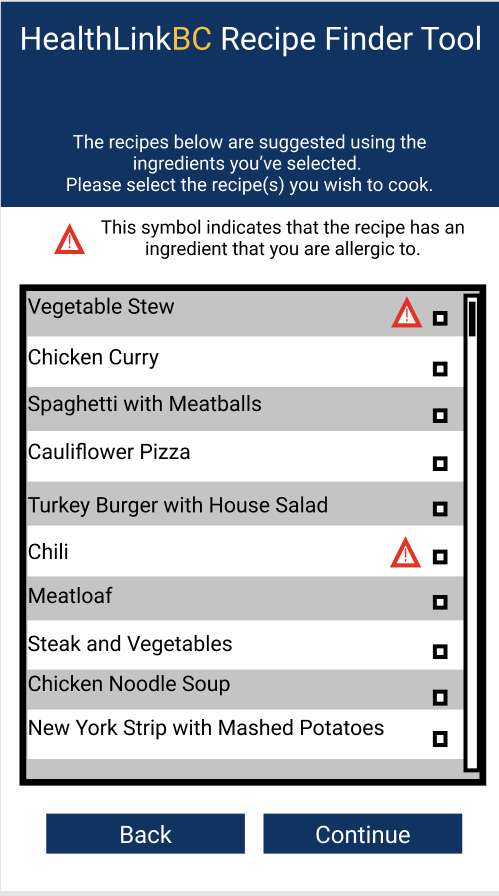 HealthLinkBC Recipe Finder Tool
The recipes below are suggested using the
ingredients you’ve selected.
Please select the recipe(s) you wish to cook.
This symbol indicates that the recipe has an
ingredient that you are allergic to.
Vegetable Stew
Chicken Curry
Spaghetti with Meatballs
Cauliflower Pizza
Turkey Burger with House Salad
Chili
Meatloaf
Steak and Vegetables
Chicken Noodle Soup
New York Strip with Mashed Potatoes
Back
Continue